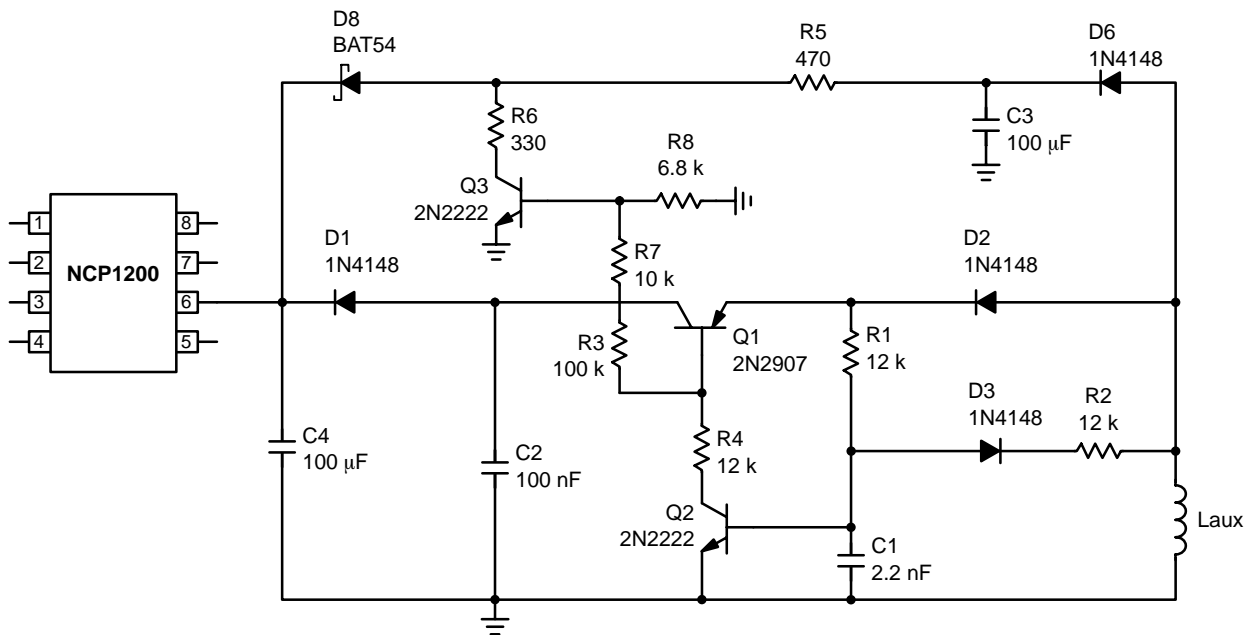 D8
BAT54
R5
470
D6
1N4148
R6
330
C3
100 μF
R8
6.8 k
Q3
2N2222
1
8
D1
1N4148
R7
10 k
D2
1N4148
2
NCP1200
7
3
6
4
5
R3
100 k
Q1
2N2907
R1
12 k
D3
1N4148
R2
12 k
C4
100 μF
C2
100 nF
R4
12 k
Q2
2N2222
C1
2.2 nF
Laux